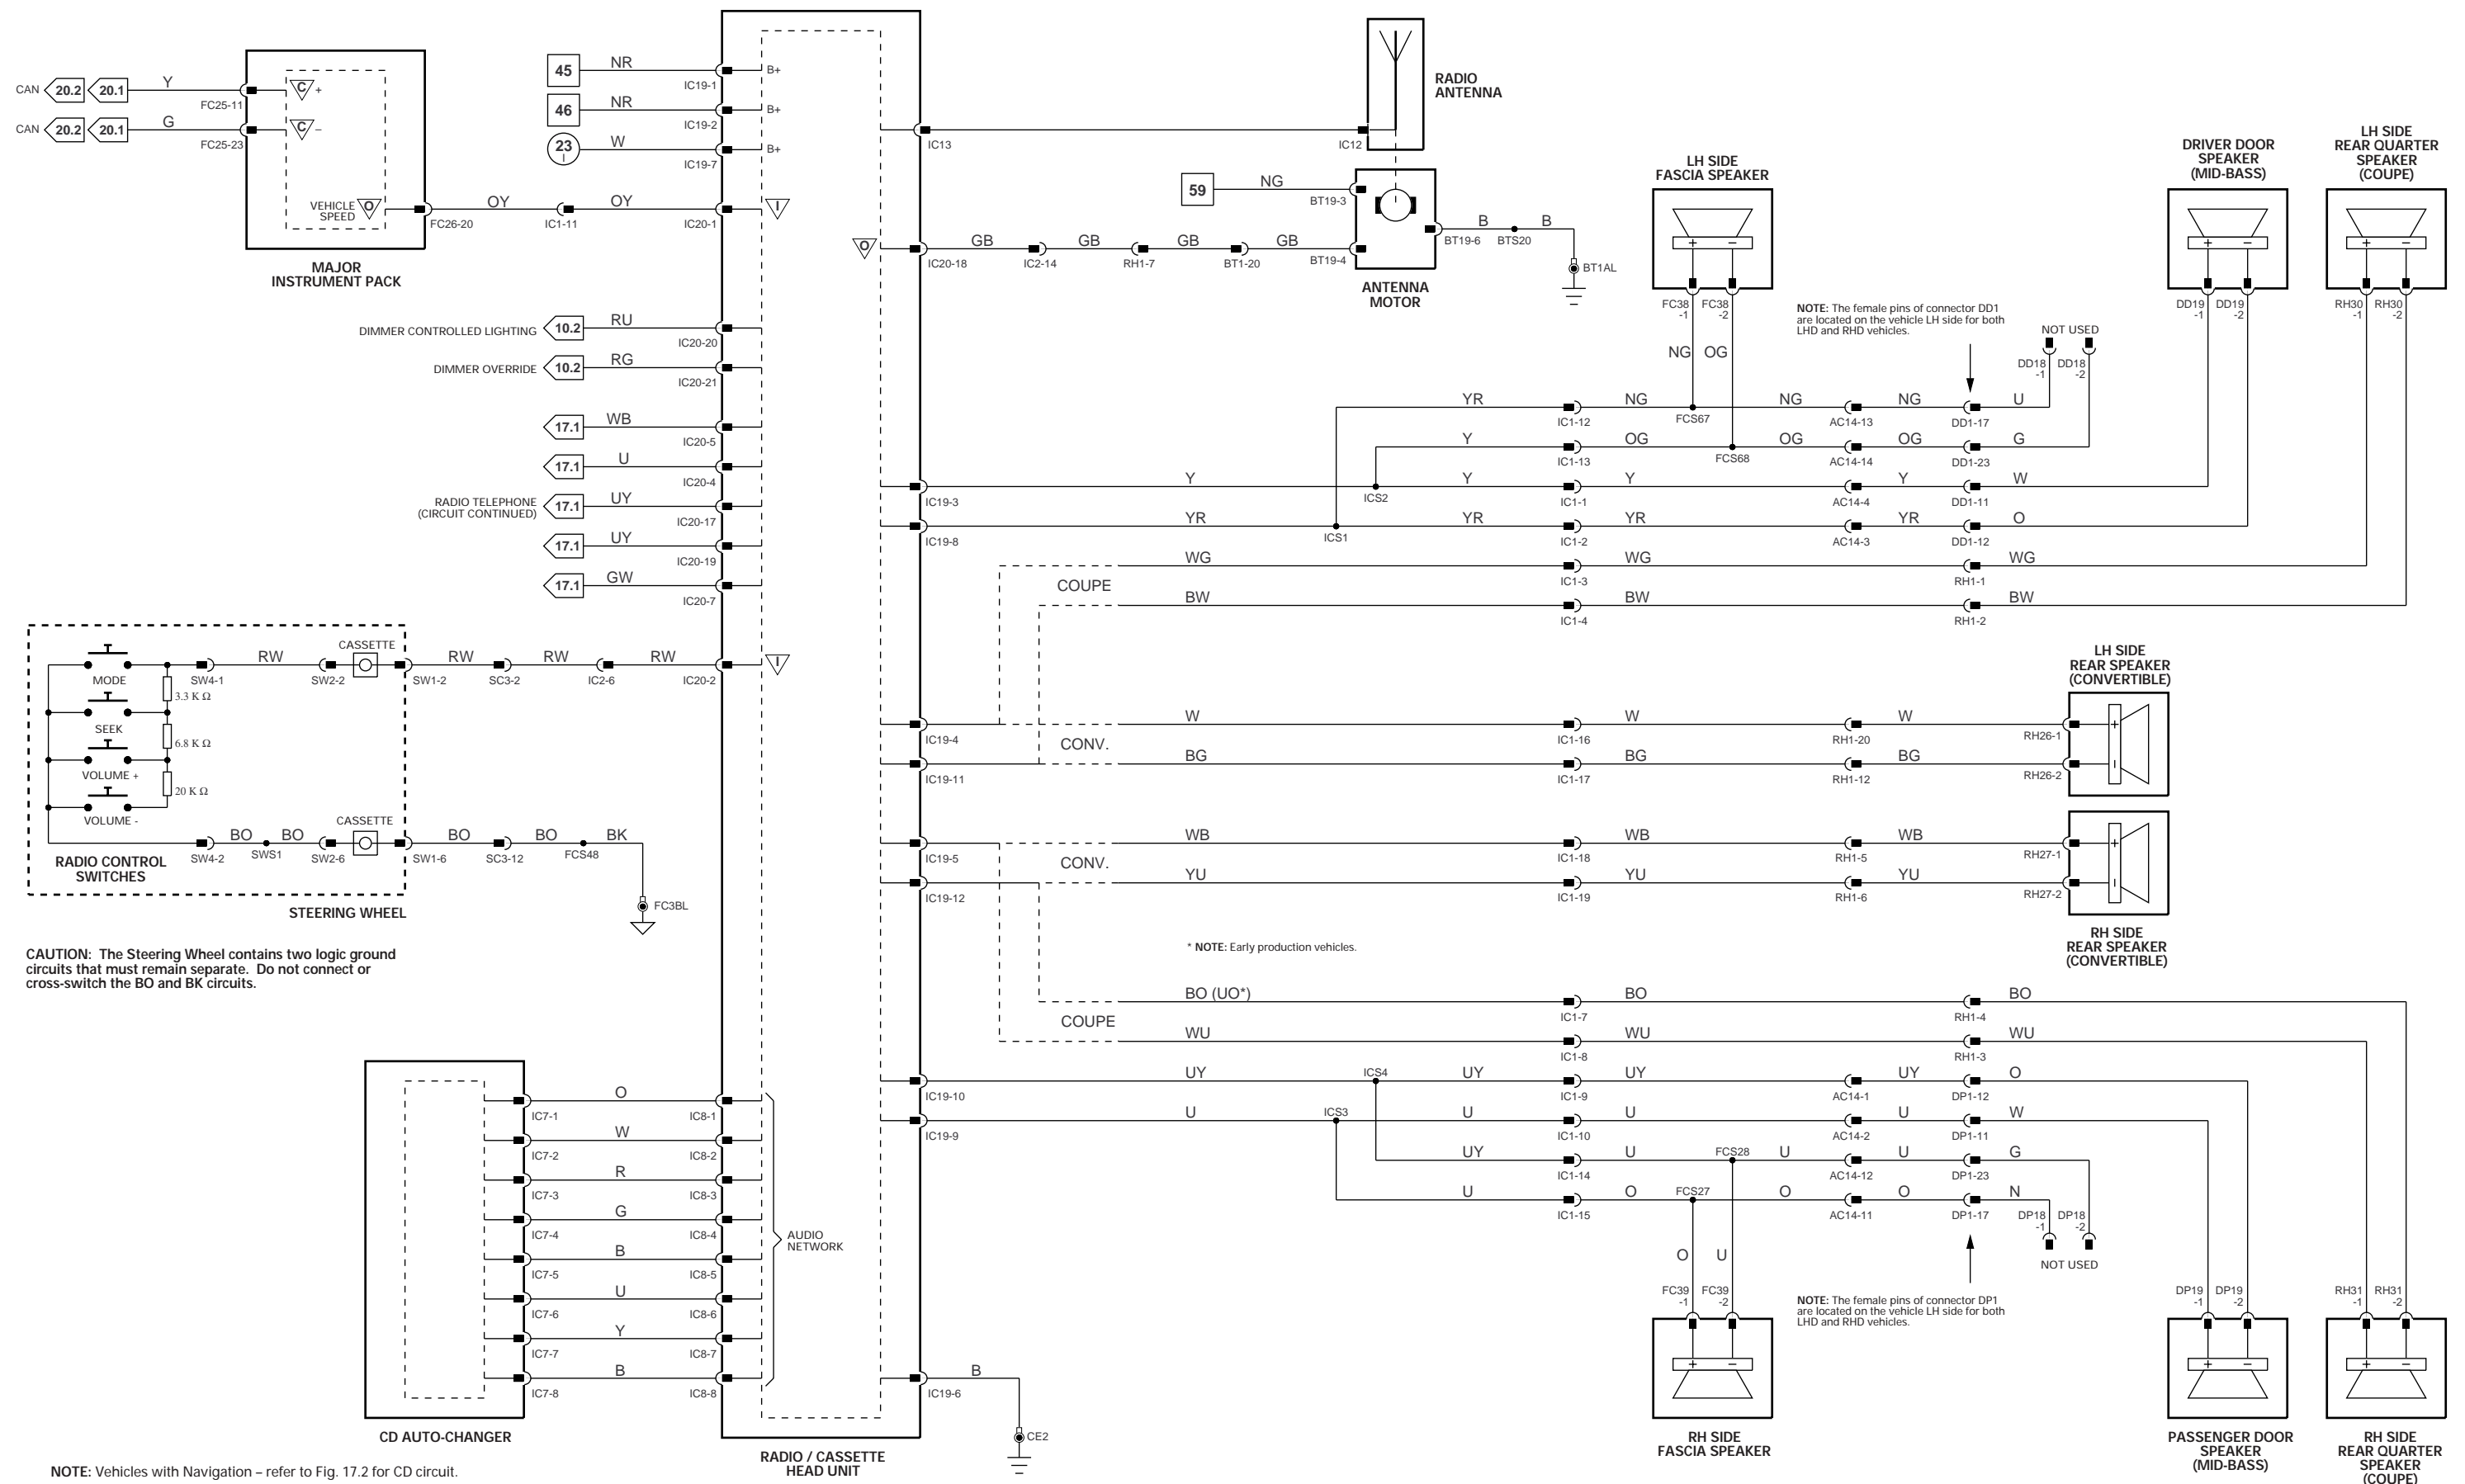 CAN 20.2 20.1 Y FC25-11 C +
CAN 20.2 20.1 G FC25-23 C –
VEHICLE SPEED O FC26-20 OY IC1-11 OY IC20-1 I
MAJOR
INSTRUMENT PACK
45 NR IC19-1 B+
46 NR IC19-2 B+
23 I W IC19-7 B+
DIMMER CONTROLLED LIGHTING 10.2 RU IC20-20
DIMMER OVERRIDE 10.2 RG IC20-21
17.1 WB IC20-5
17.1 U IC20-4
RADIO TELEPHONE
(CIRCUIT CONTINUED)
17.1 UY IC20-17
17.1 UY IC20-19
17.1 GW IC20-7
MODE SW4-1 RW SW2-2 CASSETTE SW1-2 RW SC3-2 RW IC2-6 RW IC20-2 I
3.3 K Ω
SEEK
6.8 K Ω
VOLUME +
20 K Ω
VOLUME -
SW4-2 BO SWS1 BO SW2-6 CASSETTE SW1-6 BO SC3-12 BO FCS48 BK
FC3BL
RADIO CONTROL
SWITCHES
STEERING WHEEL
CAUTION: The Steering Wheel contains two logic ground
circuits that must remain separate. Do not connect or
cross-switch the BO and BK circuits.
IC7-1 O IC8-1
IC7-2 W IC8-2
IC7-3 R IC8-3
IC7-4 G IC8-4
IC7-5 B IC8-5
IC7-6 U IC8-6
IC7-7 Y IC8-7
IC7-8 B IC8-8
AUDIO
NETWORK
CD AUTO-CHANGER
NOTE: Vehicles with Navigation – refer to Fig. 17.2 for CD circuit.
RADIO / CASSETTE
HEAD UNIT
IC13 IC12
RADIO
ANTENNA
59 NG BT19-3
O IC20-18 GB IC2-14 GB RH1-7 GB BT1-20 GB BT19-4
BT19-6 B BTS20 B BT1AL
ANTENNA
MOTOR
LH SIDE
FASCIA SPEAKER
+ –
FC38 -1 FC38 -2
NG OG
NOTE: The female pins of connector DD1
are located on the vehicle LH side for both
LHD and RHD vehicles.
NOT USED
DD18 -1 DD18 -2
DRIVER DOOR
SPEAKER
(MID-BASS)
+ –
DD19 -1 DD19 -2
LH SIDE
REAR QUARTER
SPEAKER
(COUPE)
+ –
RH30 -1 RH30 -2
YR IC1-12 NG FCS67 NG AC14-13 NG DD1-17 U
Y IC1-13 OG FCS68 OG AC14-14 OG DD1-23 G
IC19-3 Y ICS2 Y IC1-1 Y AC14-4 Y DD1-11 W
IC19-8 YR ICS1 YR IC1-2 YR AC14-3 YR DD1-12 O
WG IC1-3 WG RH1-1 WG
COUPE
BW IC1-4 BW RH1-2 BW
LH SIDE
REAR SPEAKER
(CONVERTIBLE)
IC19-4 W IC1-16 W RH1-20 W RH26-1 +
CONV.
IC19-11 BG IC1-17 BG RH1-12 BG RH26-2 –
IC19-5 WB IC1-18 WB RH1-5 WB RH27-1 +
CONV.
IC19-12 YU IC1-19 YU RH1-6 YU RH27-2 –
RH SIDE
REAR SPEAKER
(CONVERTIBLE)
* NOTE: Early production vehicles.
BO (UO*) IC1-7 BO RH1-4 BO
COUPE
WU IC1-8 WU RH1-3 WU
IC19-10 UY ICS4 UY IC1-9 UY AC14-1 UY DP1-12 O
IC19-9 U ICS3 U IC1-10 U AC14-2 U DP1-11 W
UY IC1-14 U FCS28 U AC14-12 U DP1-23 G
U IC1-15 O FCS27 O AC14-11 O DP1-17 N
DP18 -1 DP18 -2
NOT USED
O U
FC39 -1 FC39 -2
+ –
RH SIDE
FASCIA SPEAKER
NOTE: The female pins of connector DP1
are located on the vehicle LH side for both
LHD and RHD vehicles.
DP19 -1 DP19 -2
+ –
PASSENGER DOOR
SPEAKER
(MID-BASS)
RH31 -1 RH31 -2
+ –
RH SIDE
REAR QUARTER
SPEAKER
(COUPE)
IC19-6 B CE2